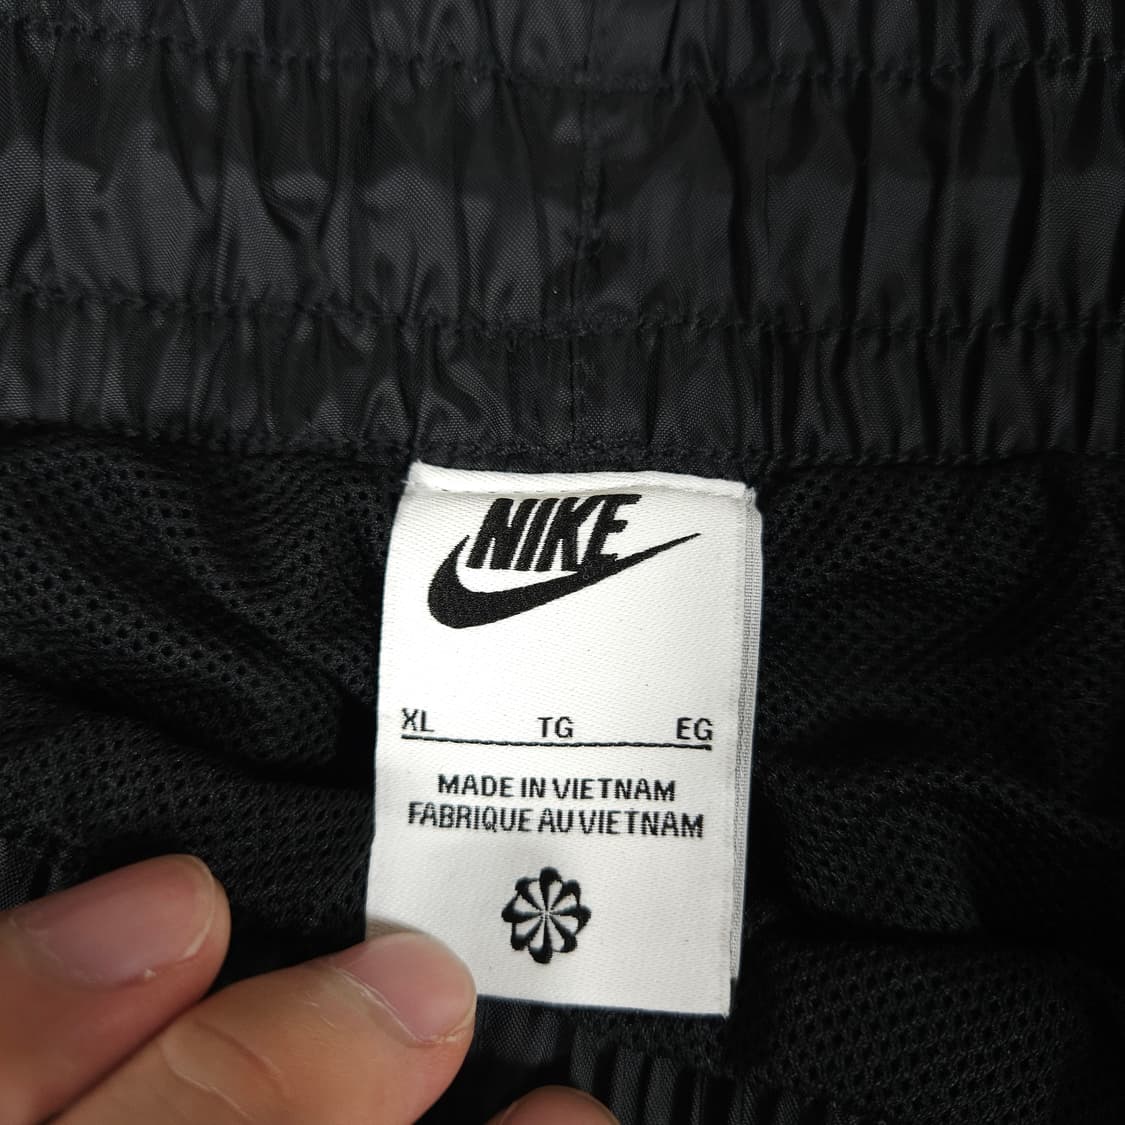 NIKE
XL TG EG
MADE IN VIETNAM
FABRIQUE AU VIETNAM